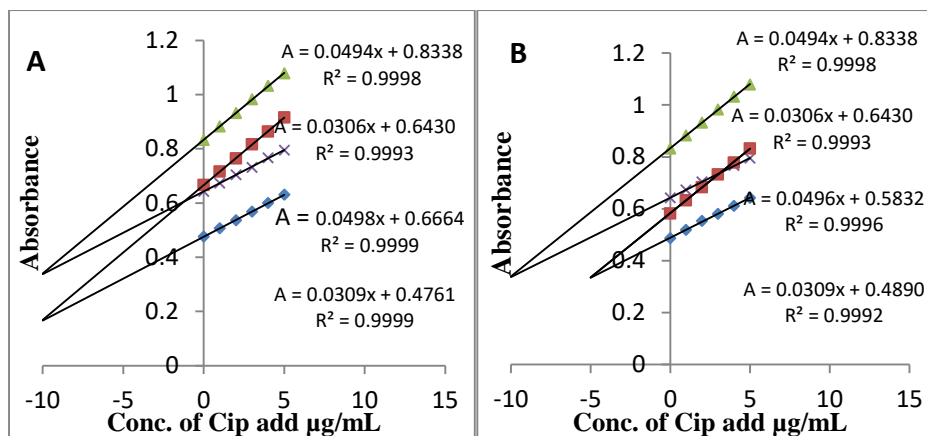 A
1.2
1
0.8
0.6
0.4
0.2
0
-10
-5
0
5
10
15
Absorbance
Conc. of Cip add µg/mL
A = 0.0494x + 0.8338
R² = 0.9998
A = 0.0306x + 0.6430
R² = 0.9993
A = 0.0498x + 0.6664
R² = 0.9999
A = 0.0309x + 0.4761
R² = 0.9999
B
1.2
1
0.8
0.6
0.4
0.2
0
-10
-5
0
5
10
15
Absorbance
Conc. of Cip add µg/mL
A = 0.0494x + 0.8338
R² = 0.9998
A = 0.0306x + 0.6430
R² = 0.9993
A = 0.0496x + 0.5832
R² = 0.9996
A = 0.0309x + 0.4890
R² = 0.9992